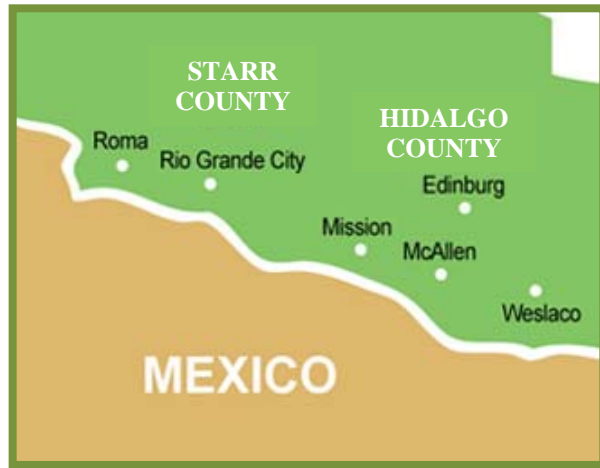 STARR
COUNTY
HIDALGO
COUNTY
Roma
Rio Grande City
Edinburg
Mission
McAllen
Weslaco
MEXICO